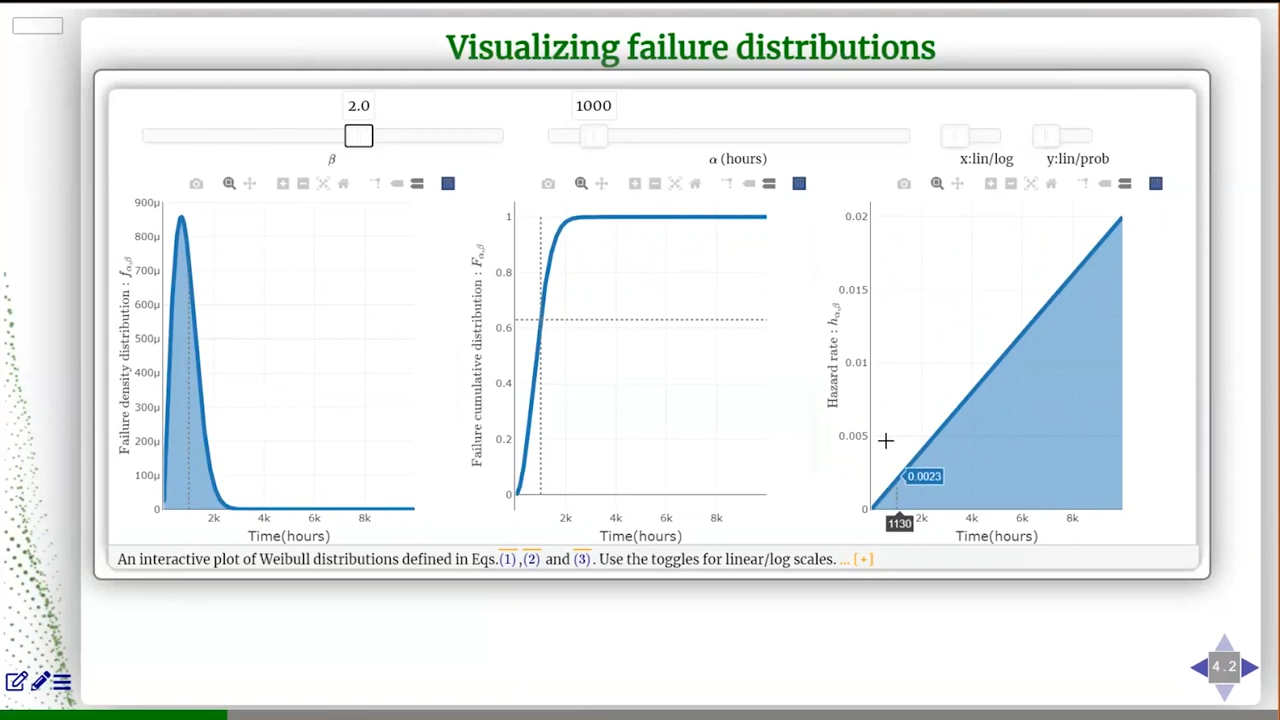 Visualizing failure distributions
2.0
1000
β
α (hours)
x:lin/log
y:lin/prob
900μ
800μ
700μ
600μ
500μ
400μ
300μ
200μ
100μ
0
Failure density distribution : fα,β
2k 4k 6k 8k
Time(hours)
1
0.8
0.6
0.4
0.2
0
Failure cumulative distribution : Fα,β
2k 4k 6k 8k
Time(hours)
0.02
0.015
0.01
0.005
0
Hazard rate : hα,β
0.0023
1130
2k 4k 6k 8k
Time(hours)
An interactive plot of Weibull distributions defined in Eqs.(1),(2) and (3). Use the toggles for linear/log scales. ... [+]
4.2